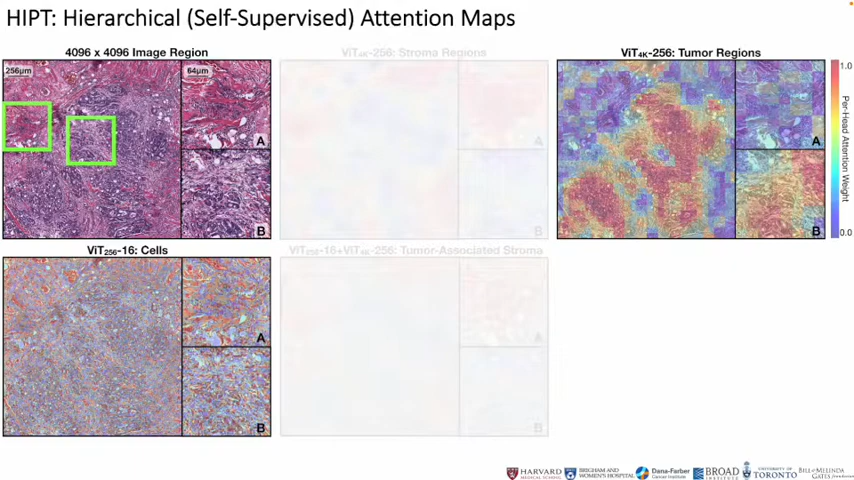 HIPT: Hierarchical (Self-Supervised) Attention Maps
4096 x 4096 Image Region
256μm
64μm
A
B
ViT4K-256: Stroma Regions
A
B
ViT4K-256: Tumor Regions
A
B
1.0
Per-Head Attention Weight
0.0
ViT256-16: Cells
A
B
ViT256-16+ViT4K-256: Tumor-Associated Stroma
A
B
HARVARD
MEDICAL SCHOOL
BRIGHAM AND
WOMEN'S HOSPITAL
Dana-Farber
Cancer Institute
BROAD
INSTITUTE
UNIVERSITY OF
TORONTO
BILL & MELINDA
GATES foundation